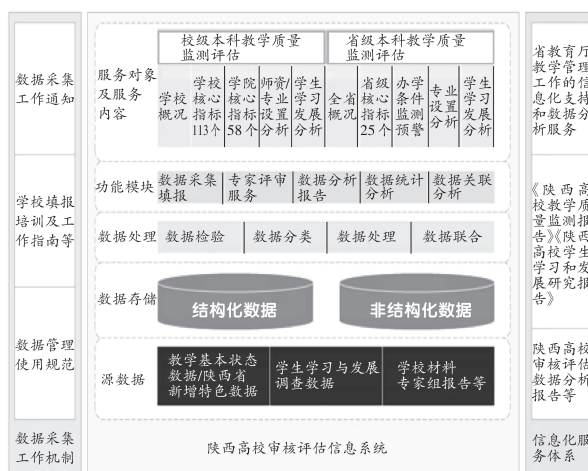 数据采集
工作通知
学校填报
培训及工
作指南等
数据管理
使用规范
数据采集
工作机制
服务对象
及服务
内容
校级本科教学质量
监测评估
省级本科教学质量
监测评估
学校
概况
学校
核心
指标
113个
学院
核心
指标
58个
师资/
专业
设置
分析
学生
学习
发展
分析
全省
概况
省级
核心
指标
25个
办学
条件
监测
预警
专业
设置
分析
学生
学习
发展
分析
功能模块
数据采集
填报
专家评审
服务
数据分析
报告
数据统计
分析
数据关联
分析
数据处理
数据检验
数据分类
数据处理
数据联合
数据存储
结构化数据
非结构化数据
源数据
教学基本状态
数据/陕西省
新增特色数据
学生学习与发展
调查数据
学校材料
专家组报告等
陕西高校审核评估信息系统
省教育厅
教学管理
工作的信
息化支持
和数据分
析服务
《陕西高
校教学质
量监测报
告》《陕西
高校学生
学习和发
展研究报
告》
陕西高校
审核评估
数据分析
报告等
信息化服
务体系